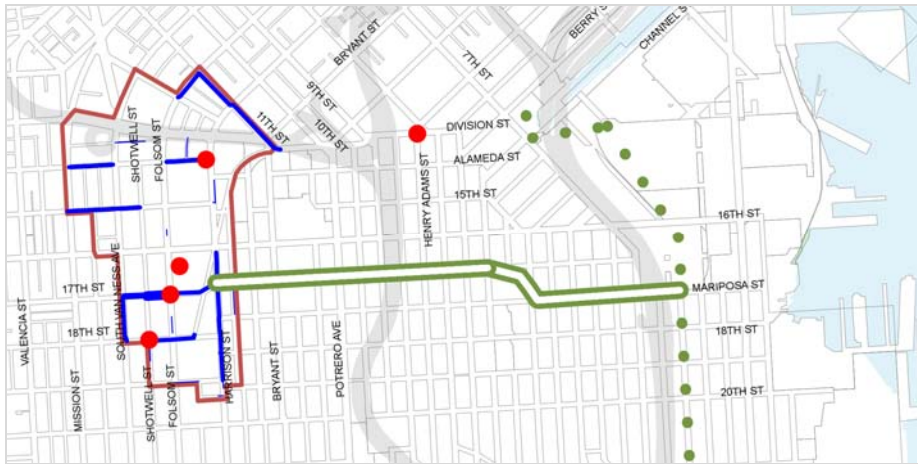 BERRY ST
CHANNEL ST
BRYANT ST
7TH ST
9TH ST
SHOTWELL ST
FOLSOM ST
11TH ST
10TH ST
DIVISION ST
ALAMEDA ST
HENRY ADAMS ST
15TH ST
16TH ST
SOUTH VAN NESS AVE
17TH ST
MARIPOSA ST
VALENCIA ST
18TH ST
18TH ST
MISSION ST
SHOTWELL ST
FOLSOM ST
HARRISON ST
BRYANT ST
POTRERO AVE
20TH ST